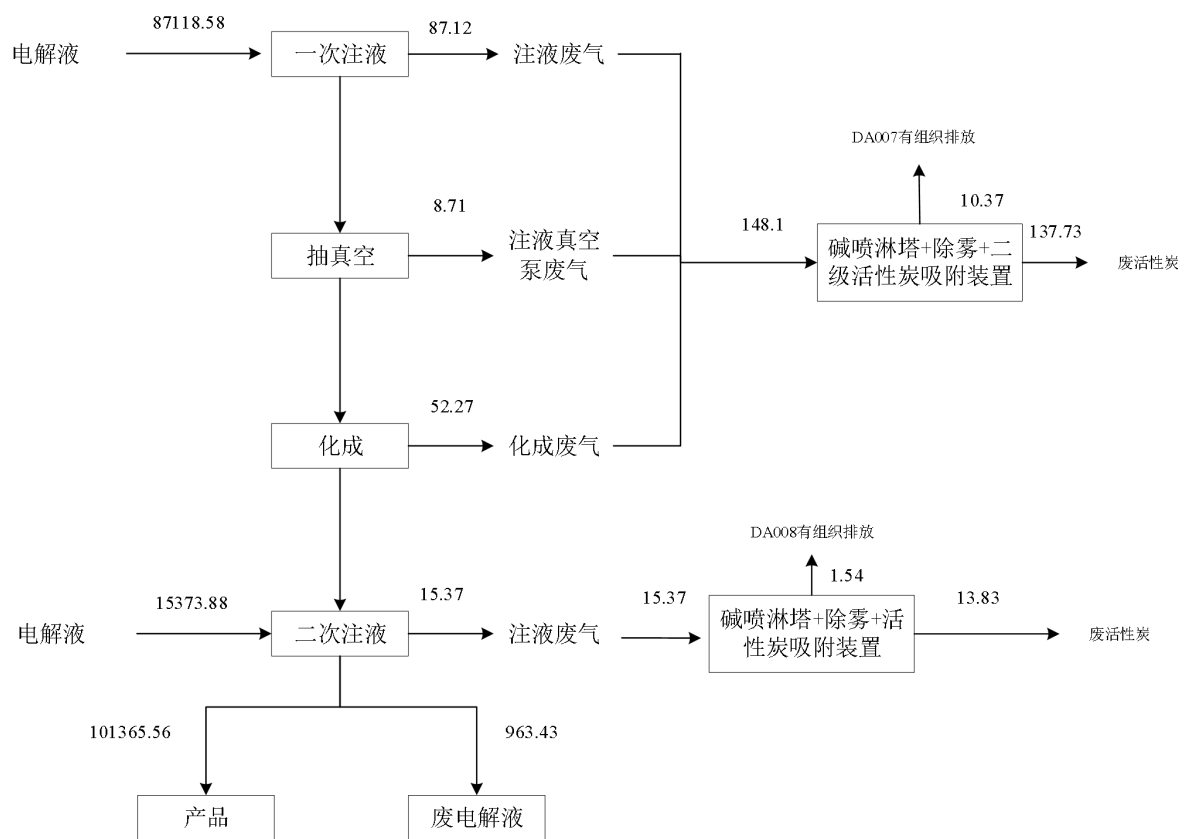 87118.58
87.12
电解液
一次注液
注液废气
DA007有组织排放
8.71
10.37
148.1
137.73
抽真空
注液真空
泵废气
碱喷淋塔+除雾+二
级活性炭吸附装置
废活性炭
52.27
化成
化成废气
DA008有组织排放
1.54
15373.88
15.37
15.37
13.83
电解液
二次注液
注液废气
碱喷淋塔+除雾+活
性炭吸附装置
废活性炭
101365.56
963.43
产品
废电解液